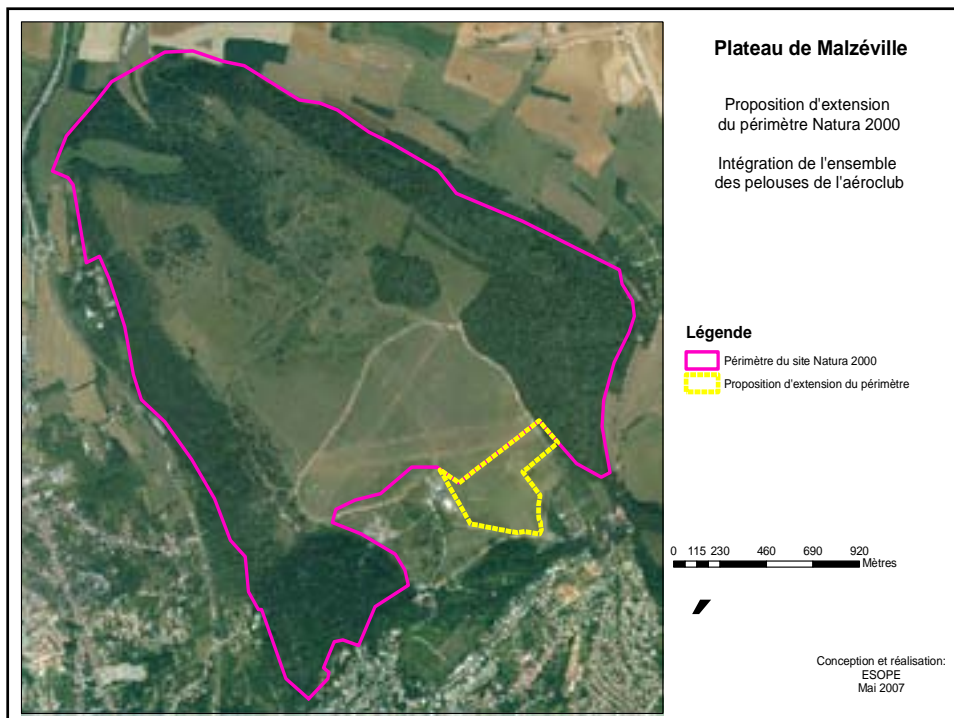 Plateau de Malzéville
Proposition d'extension
du périmètre Natura 2000
Intégration de l'ensemble
des pelouses de l'aéroclub
Légende
Périmètre du site Natura 2000
Proposition d'extension du périmètre
0 115 230 460 690 920
Mètres
Conception et réalisation:
ESOPE
Mai 2007